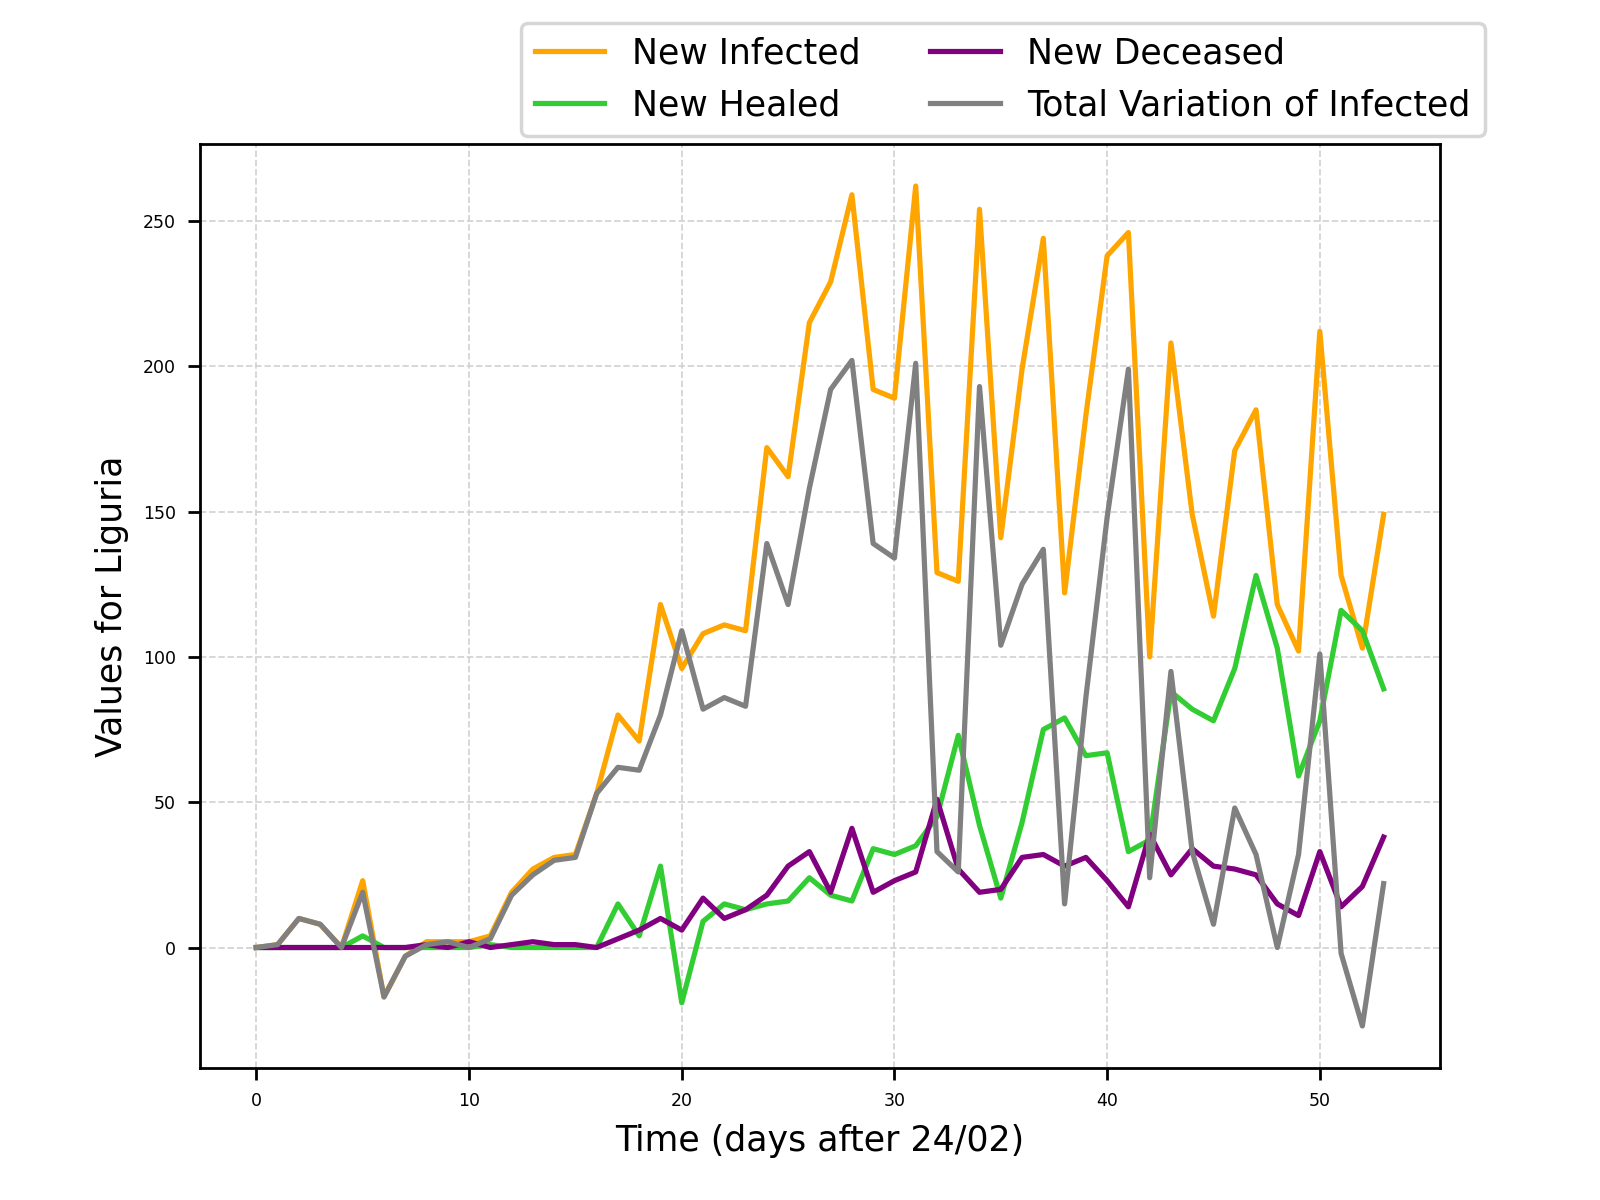 New Infected
New Healed
New Deceased
Total Variation of Infected
Values for Liguria
250
200
150
100
50
0
0 10 20 30 40 50
Time (days after 24/02)